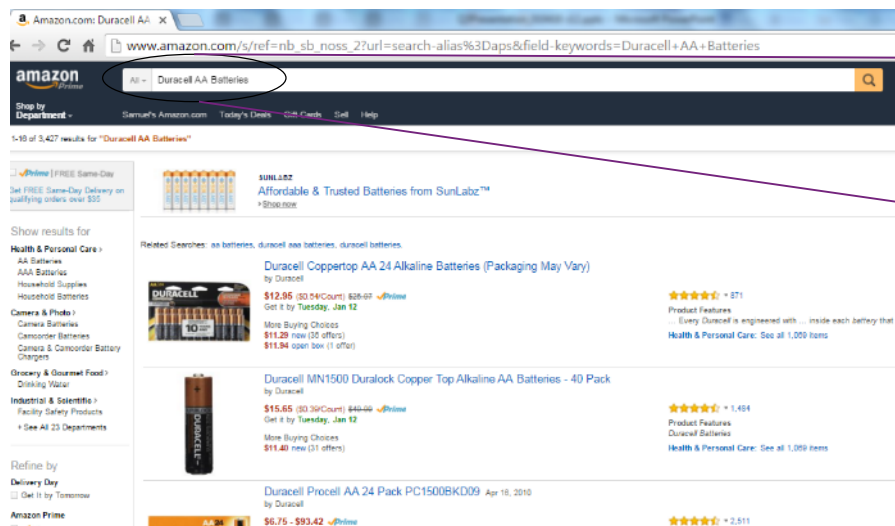 Amazon.com: Duracell AA
www.amazon.com/s/ref=nb_sb_noss_2?url=search-alias%3Daps&field-keywords=Duracell+AA+Batteries
amazon
Prime
All
Duracell AA Batteries
Shop by
Department
Samuel's Amazon.com Today's Deals Gift Cards Sell Help
1-16 of 3,427 results for "Duracell AA Batteries"
Prime | FREE Same-Day
Get FREE Same-Day Delivery on
qualifying orders over $35
SUNLABZ
Affordable & Trusted Batteries from SunLabz™
Shop now
Show results for
Health & Personal Care
AA Batteries
AAA Batteries
Household Supplies
Household Batteries
Camera & Photo
Camera Batteries
Camcorder Batteries
Camera & Camcorder Battery
Chargers
Grocery & Gourmet Food
Drinking Water
Industrial & Scientific
Facility Safety Products
+ See All 23 Departments
Refine by
Delivery Day
Get It by Tomorrow
Amazon Prime
Related Searches: aa batteries, duracell aaa batteries, duracell batteries.
Duracell Coppertop AA 24 Alkaline Batteries (Packaging May Vary)
by Duracell
$12.95 ($0.54/Count) Prime
Get it by Tuesday, Jan 12
More Buying Choices
$11.29 new (38 offers)
$11.94 open box (1 offer)
DURACELL
10
871
Product Features
... Every Duracell is engineered with ... inside each battery that
Health & Personal Care: See all 1,069 items
Duracell MN1500 Duralock Copper Top Alkaline AA Batteries - 40 Pack
by Duracell
$15.65 ($0.39/Count) Prime
Get it by Tuesday, Jan 12
More Buying Choices
$11.40 new (31 offers)
DURACELL
1,494
Product Features
Duracell Batteries
Health & Personal Care: See all 1,069 items
Duracell Procell AA 24 Pack PC1500BKD09 Apr 16, 2010
by Duracell
$6.75 - $93.42 Prime
AA24
2,511